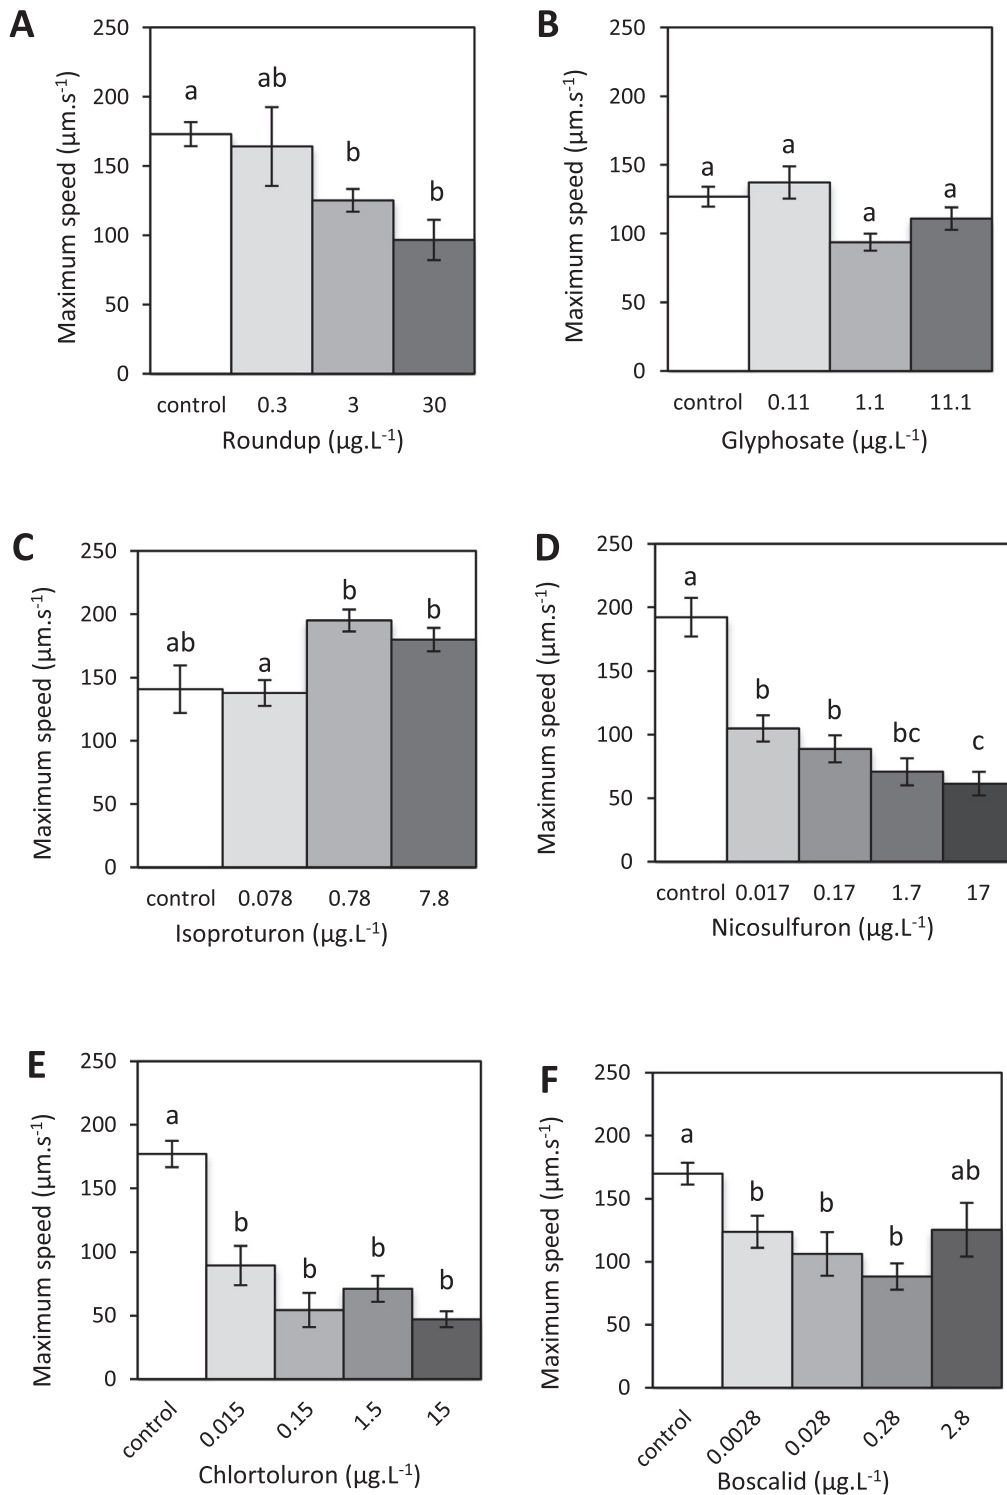 A
Maximum speed (µm.s-1)
250
200
150
100
50
0
a
ab
b
b
control 0.3 3 30
Roundup (µg.L-1)
B
Maximum speed (µm.s-1)
250
200
150
100
50
0
a
a
a
a
control 0.11 1.1 11.1
Glyphosate (µg.L-1)
C
Maximum speed (µm.s-1)
250
200
150
100
50
0
ab
a
b
b
control 0.078 0.78 7.8
Isoproturon (µg.L-1)
D
Maximum speed (µm.s-1)
250
200
150
100
50
0
a
b
b
bc
c
control 0.017 0.17 1.7 17
Nicosulfuron (µg.L-1)
E
Maximum speed (µm.s-1)
250
200
150
100
50
0
a
b
b
b
b
control 0.015 0.15 1.5 15
Chlortoluron (µg.L-1)
F
Maximum speed (µm.s-1)
250
200
150
100
50
0
a
b
b
b
ab
control 0.0028 0.028 0.28 2.8
Boscalid (µg.L-1)